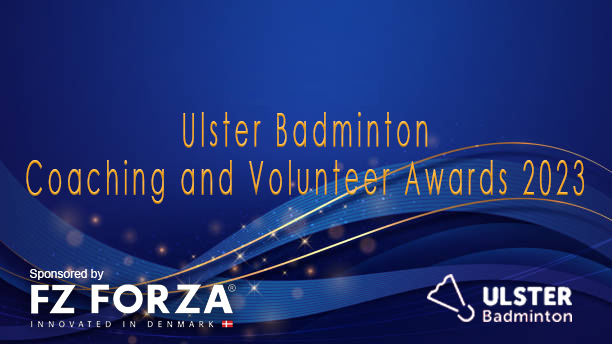 Ulster Badminton
Coaching and Volunteer Awards 2023
Sponsored by
FZ FORZA®
INNOVATED IN DENMARK
ULSTER
Badminton